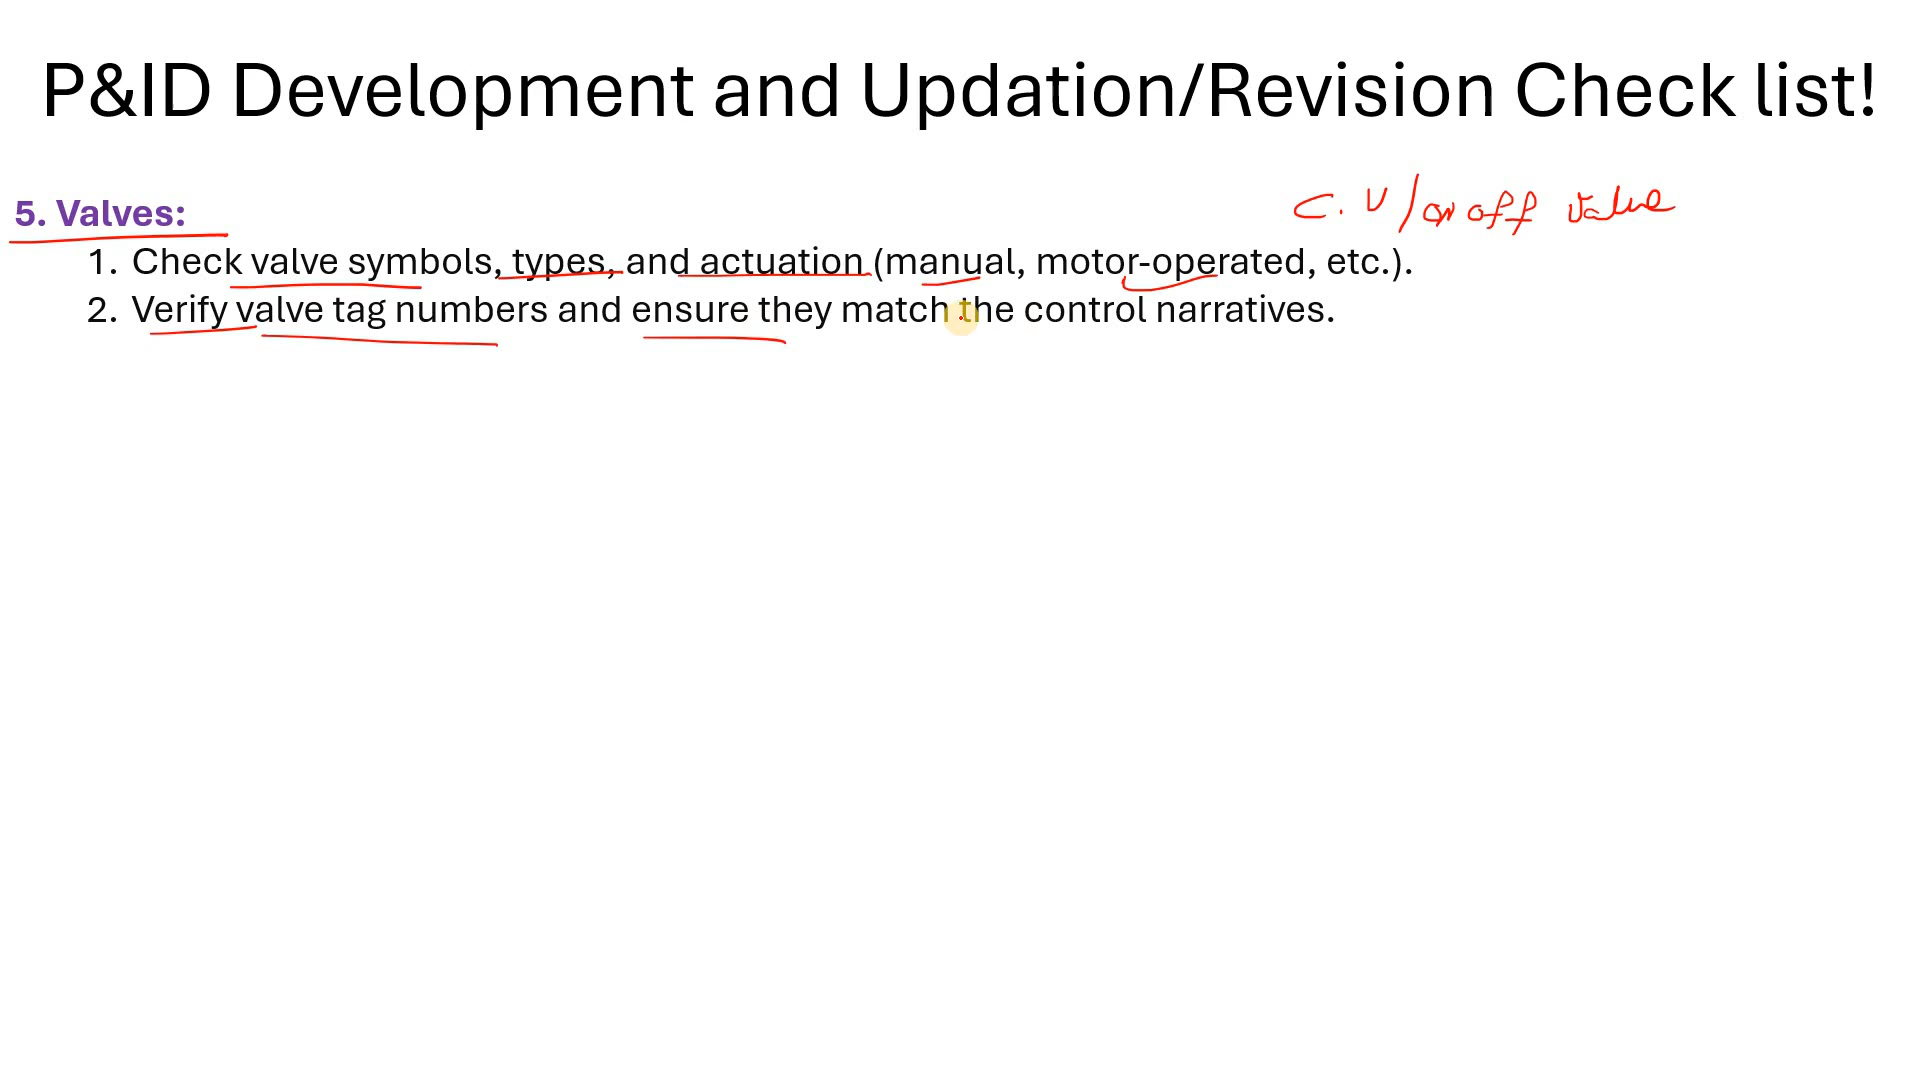 P&ID Development and Updation/Revision Check list!
C. V / on off valve
5. Valves:
1. Check valve symbols, types, and actuation (manual, motor-operated, etc.).
2. Verify valve tag numbers and ensure they match the control narratives.